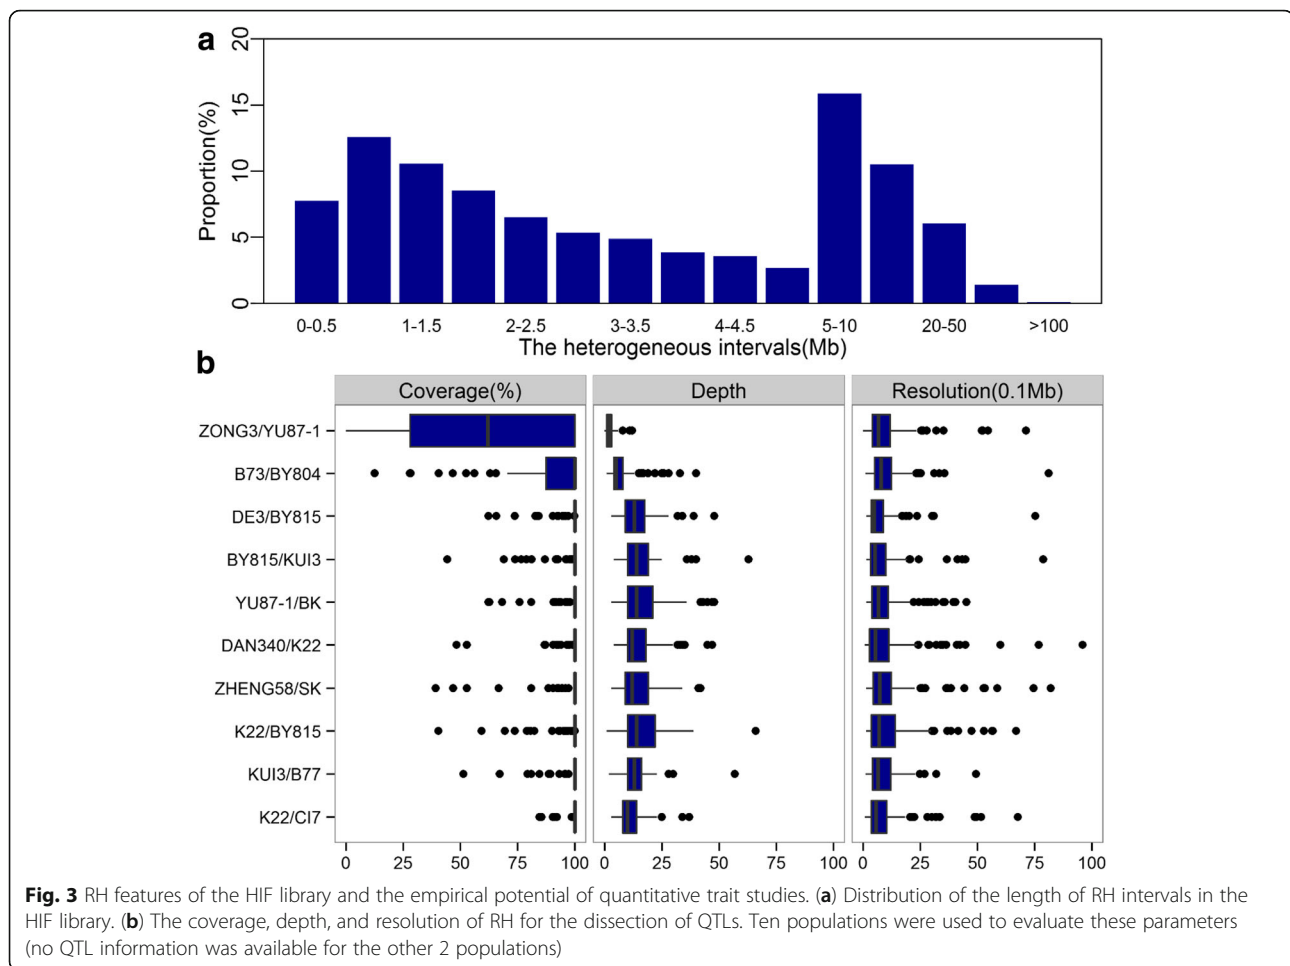 a
20
15
10
5
0
Proportion(%)
0-0.5 1-1.5 2-2.5 3-3.5 4-4.5 5-10 20-50 >100
The heterogeneous intervals(Mb)
b
Coverage(%) Depth Resolution(0.1Mb)
ZONG3/YU87-1
B73/BY804
DE3/BY815
BY815/KUI3
YU87-1/BK
DAN340/K22
ZHENG58/SK
K22/BY815
KUI3/B77
K22/CI7
0 25 50 75 100 0 25 50 75 100 0 25 50 75 100
Fig. 3 RH features of the HIF library and the empirical potential of quantitative trait studies. (a) Distribution of the length of RH intervals in the
HIF library. (b) The coverage, depth, and resolution of RH for the dissection of QTLs. Ten populations were used to evaluate these parameters
(no QTL information was available for the other 2 populations)